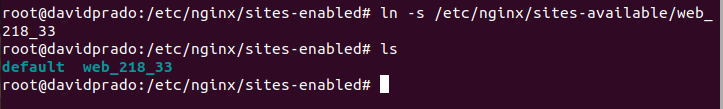 root@davidprado:/etc/nginx/sites-enabled# ln -s /etc/nginx/sites-available/web_
218_33
root@davidprado:/etc/nginx/sites-enabled# ls
default  web_218_33
root@davidprado:/etc/nginx/sites-enabled#